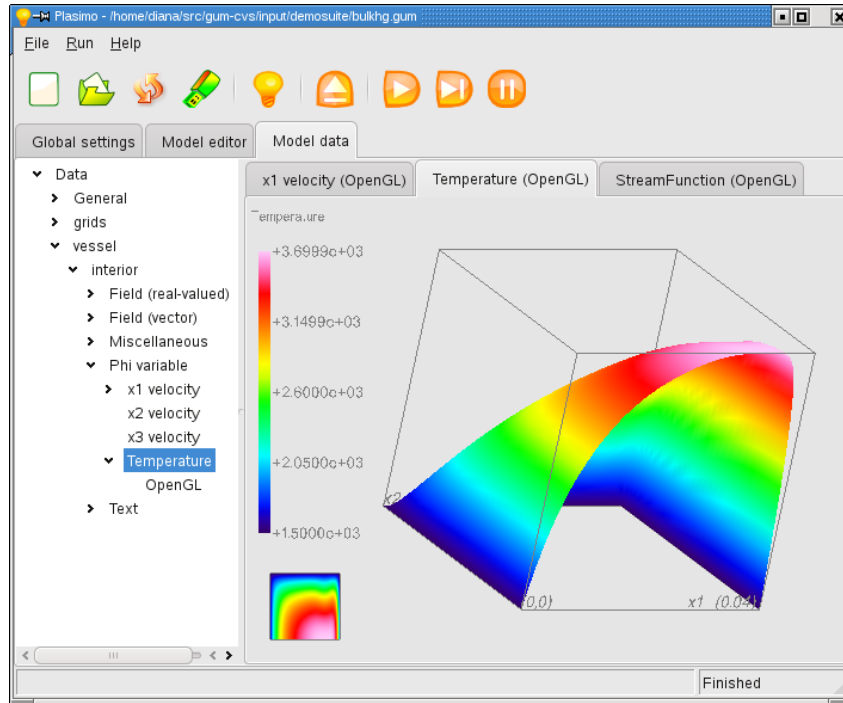 Plasimo - /home/diana/src/gum-cvs/input/demosuite/bulkhg.gum
File Run Help
Global settings Model editor Model data
Data
General
grids
vessel
interior
Field (real-valued)
Field (vector)
Miscellaneous
Phi variable
x1 velocity
x2 velocity
x3 velocity
Temperature
OpenGL
Text
x1 velocity (OpenGL) Temperature (OpenGL) StreamFunction (OpenGL)
Temperature
+3.6999e+03
+3.1499e+03
+2.6000e+03
+2.0500e+03
+1.5000e+03
x2
(0,0)
x1 (0.04)
Finished